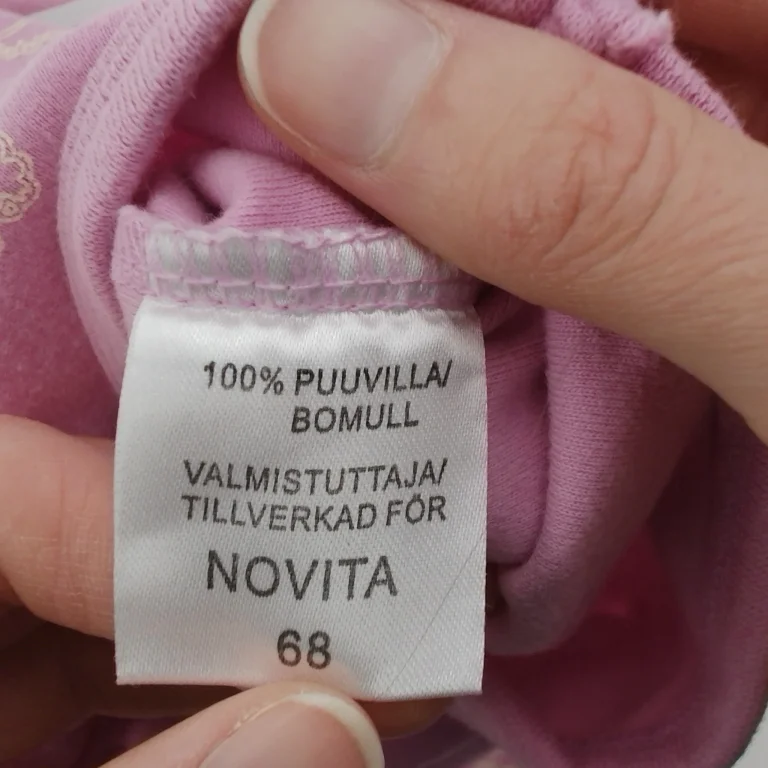 100% PUUVILLA/
BOMULL
VALMISTUTTAJA/
TILLVERKAD FÖR
NOVITA
68